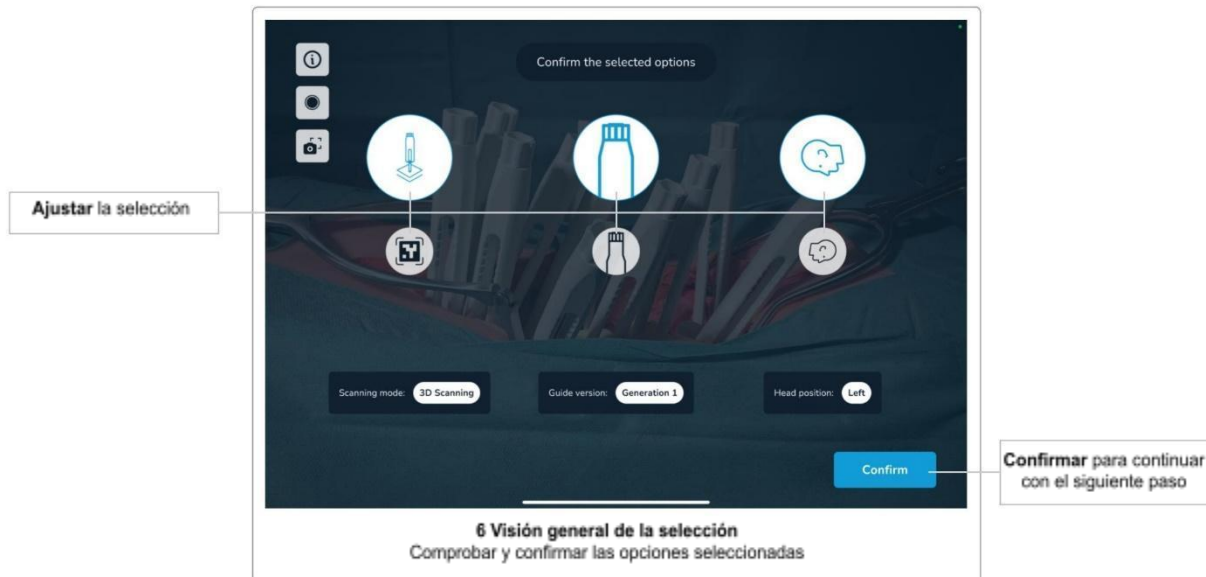 Confirm the selected options
Ajustar la selección
Scanning mode: 3D Scanning
Guide version: Generation 1
Head position: Left
Confirm
Confirmar para continuar
con el siguiente paso
6 Visión general de la selección
Comprobar y confirmar las opciones seleccionadas